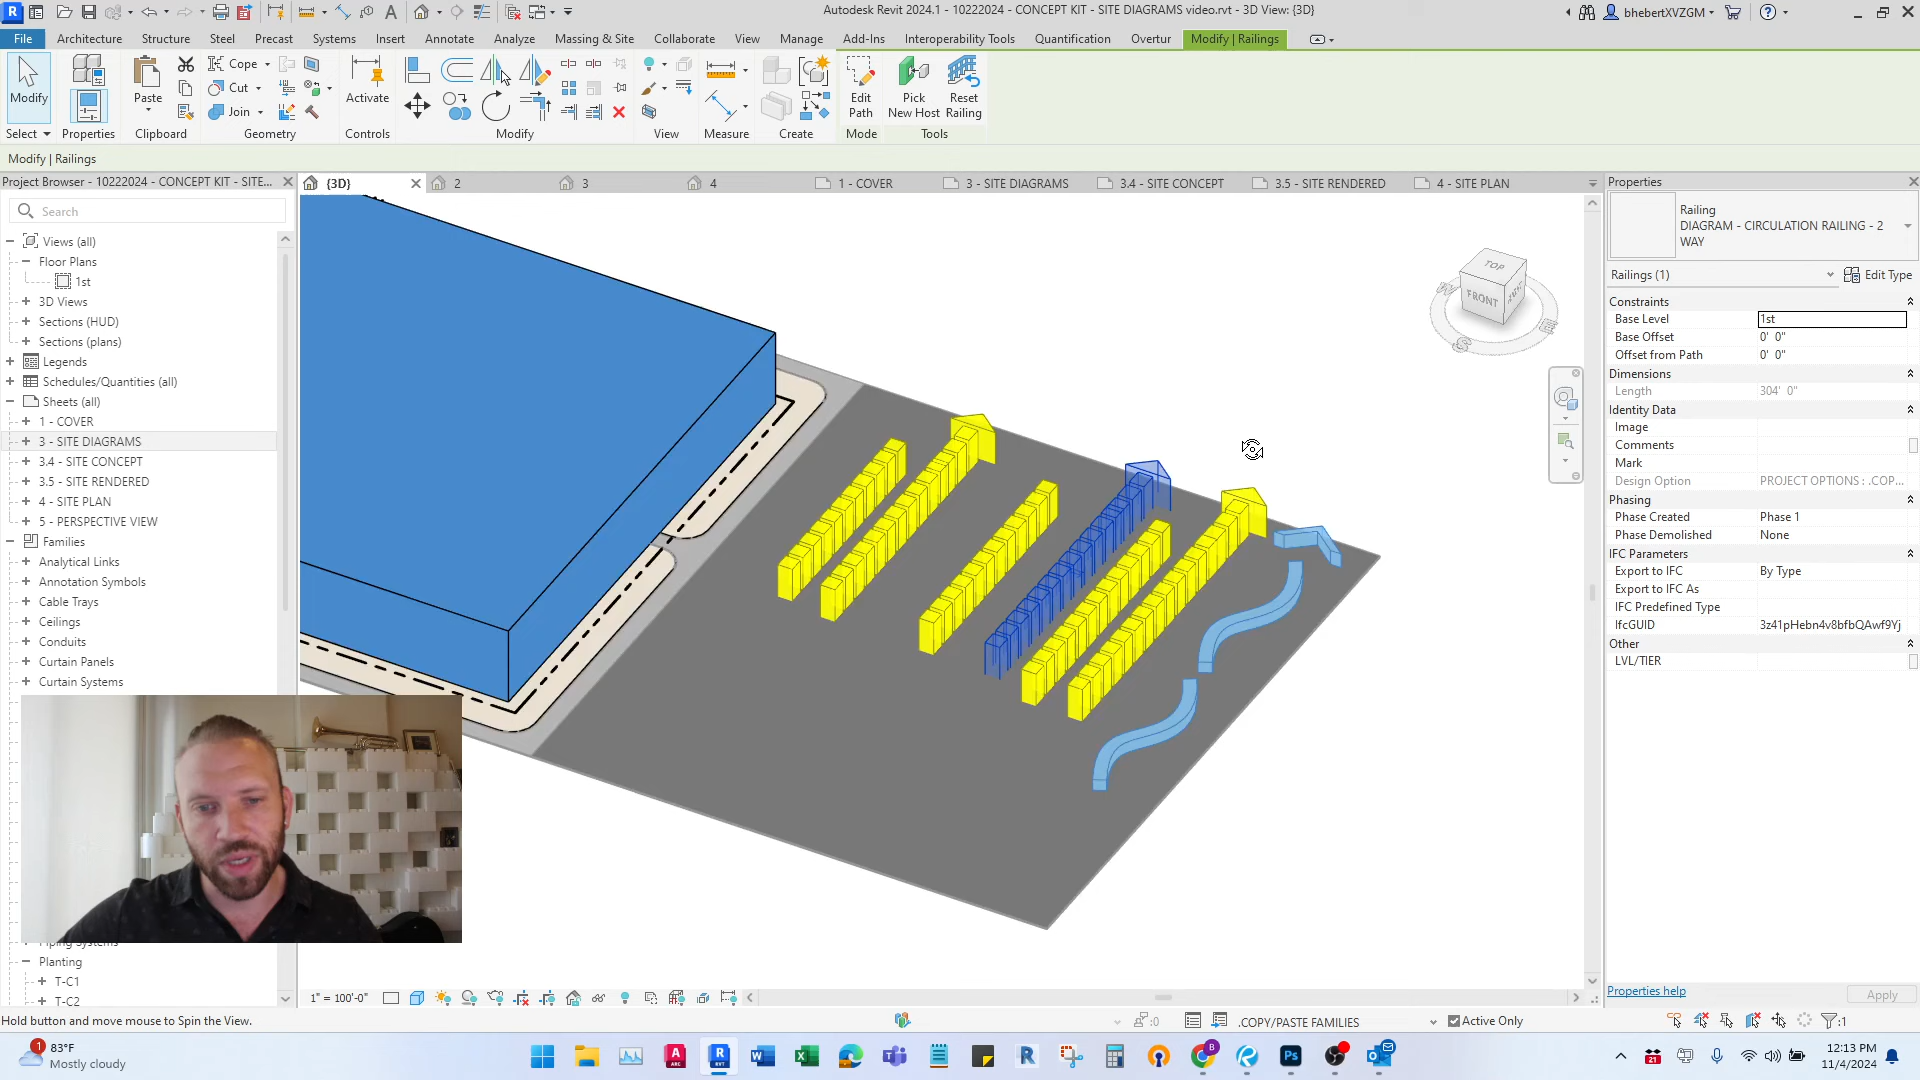 Autodesk Revit 2024.1 - 10222024 - CONCEPT KIT - SITE DIAGRAMS video.rvt - 3D View: {3D}
bhebertXVZGM
File Architecture Structure Steel Precast Systems Insert Annotate Analyze Massing & Site Collaborate View Manage Add-Ins Interoperability Tools Quantification Overtur Modify | Railings
Modify
Paste
Cope
Cut
Join
Activate
Edit Path
Pick New Host
Reset Railing
Select Properties Clipboard Geometry Controls Modify View Measure Create Mode Tools
Modify | Railings
Project Browser - 10222024 - CONCEPT KIT - SITE...
{3D} 2 3 4 1 - COVER 3 - SITE DIAGRAMS 3.4 - SITE CONCEPT 3.5 - SITE RENDERED 4 - SITE PLAN
Search
Views (all)
Floor Plans
1st
3D Views
Sections (HUD)
Sections (plans)
Legends
Schedules/Quantities (all)
Sheets (all)
1 - COVER
3 - SITE DIAGRAMS
3.4 - SITE CONCEPT
3.5 - SITE RENDERED
4 - SITE PLAN
5 - PERSPECTIVE VIEW
Families
Analytical Links
Annotation Symbols
Cable Trays
Ceilings
Conduits
Curtain Panels
Curtain Systems
Piping Systems
Planting
T-C1
T-C2
TOP
FRONT
W
S
E
Properties
Railing
DIAGRAM - CIRCULATION RAILING - 2
WAY
Railings (1) Edit Type
Constraints
Base Level 1st
Base Offset 0' 0"
Offset from Path 0' 0"
Dimensions
Length 304' 0"
Identity Data
Image
Comments
Mark
Design Option PROJECT OPTIONS : .COP...
Phasing
Phase Created Phase 1
Phase Demolished None
IFC Parameters
Export to IFC By Type
Export to IFC As
IFC Predefined Type
IfcGUID 3z41pHebn4v8bfbQAwf9Yj
Other
LVL/TIER
Properties help Apply
1" = 100'-0"
Hold button and move mouse to Spin the View.
:0
.COPY/PASTE FAMILIES
Active Only
:1
83°F
Mostly cloudy
12:13 PM
11/4/2024